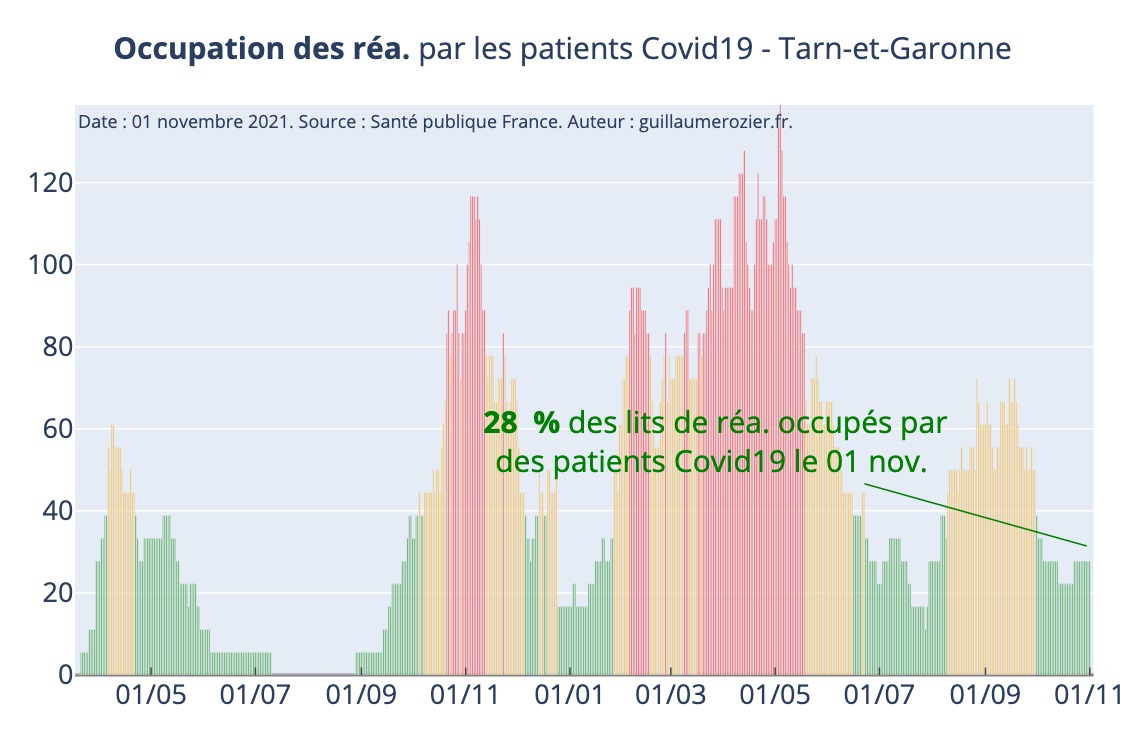 Occupation des réa. par les patients Covid19 - Tarn-et-Garonne
Date : 01 novembre 2021. Source : Santé publique France. Auteur : guillaumerozier.fr.
120
100
80
60
40
20
0
28 % des lits de réa. occupés par
des patients Covid19 le 01 nov.
01/05 01/07 01/09 01/11 01/01 01/03 01/05 01/07 01/09 01/11